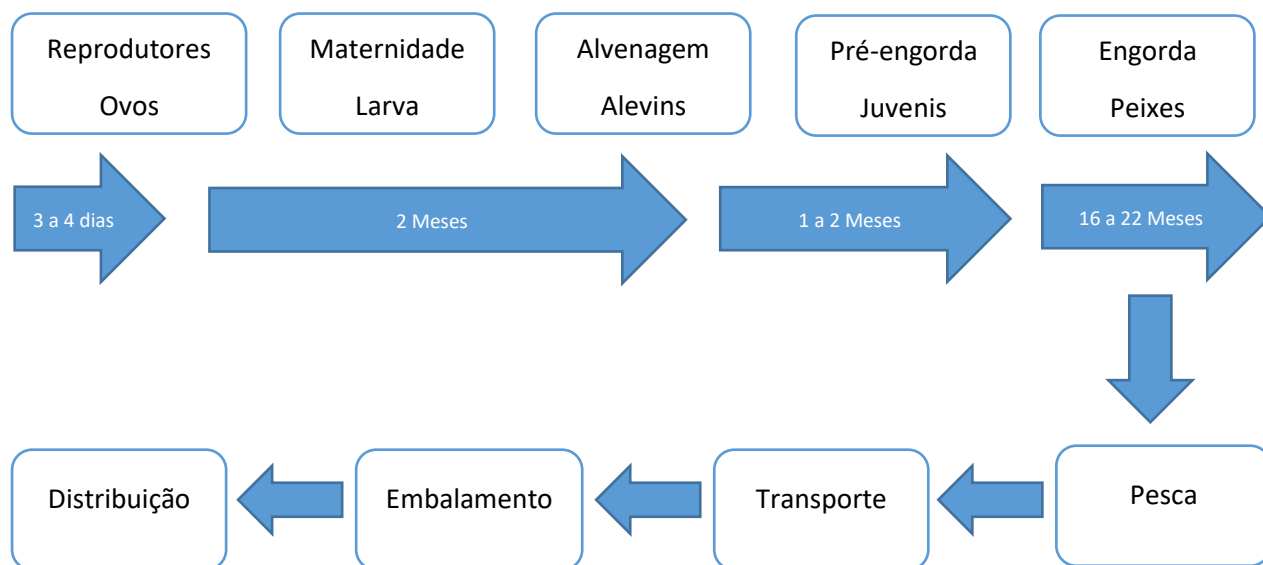 Reprodutores
Ovos
Maternidade
Larva
Alvenagem
Alevins
Pré-engorda
Juvenis
Engorda
Peixes
3 a 4 dias
2 Meses
1 a 2 Meses
16 a 22 Meses
Distribuição
Embalamento
Transporte
Pesca